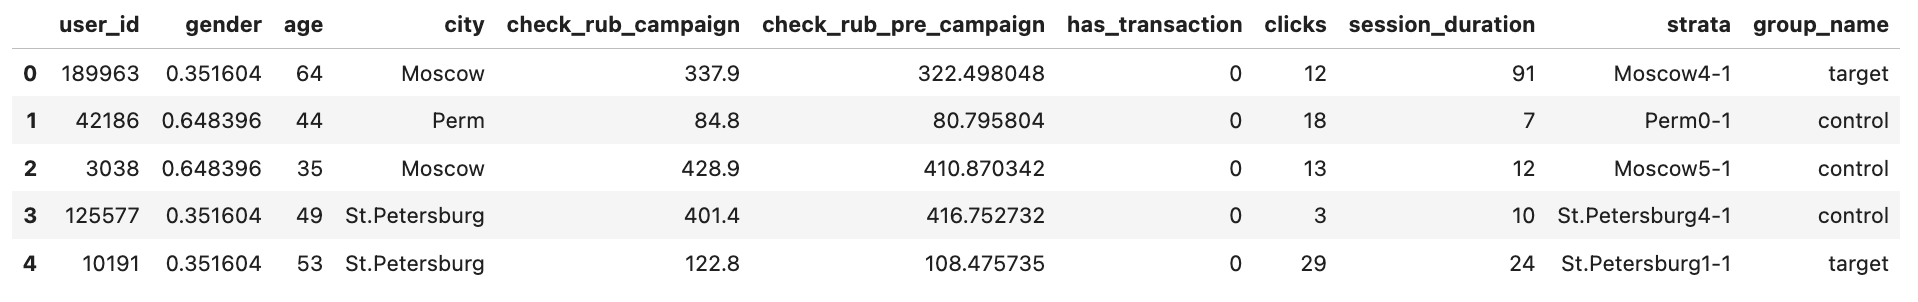 user_id gender age city check_rub_campaign check_rub_pre_campaign has_transaction clicks session_duration strata group_name
0 189963 0.351604 64 Moscow 337.9 322.498048 0 12 91 Moscow4-1 target
1 42186 0.648396 44 Perm 84.8 80.795804 0 18 7 Perm0-1 control
2 3038 0.648396 35 Moscow 428.9 410.870342 0 13 12 Moscow5-1 control
3 125577 0.351604 49 St.Petersburg 401.4 416.752732 0 3 10 St.Petersburg4-1 control
4 10191 0.351604 53 St.Petersburg 122.8 108.475735 0 29 24 St.Petersburg1-1 target